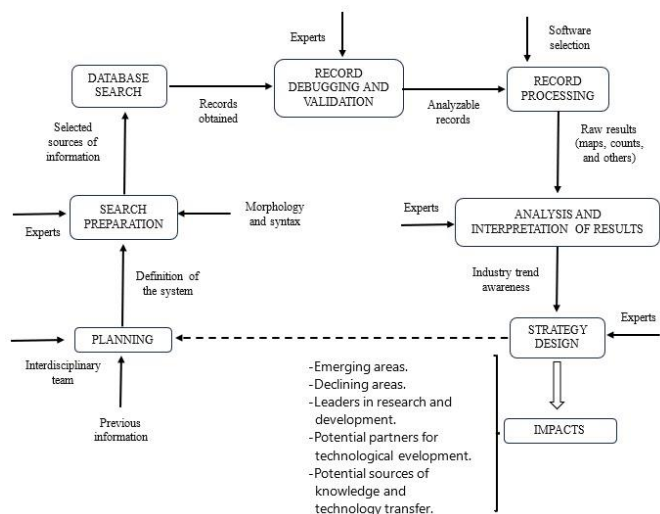 Experts
Software
selection
DATABASE
SEARCH
RECORD
DEBUGGING AND
VALIDATION
RECORD
PROCESSING
Records
obtained
Analyzable
records
Selected
sources of
information
Raw results
(maps, counts,
and others)
SEARCH
PREPARATION
Experts
Morphology
and syntax
Experts
ANALYSIS AND
INTERPRETATION OF RESULTS
Definition of
the system
Industry trend
awareness
PLANNING
Interdisciplinary
team
Previous
information
STRATEGY
DESIGN
Experts
-Emerging areas.
-Declining areas.
-Leaders in research and
development.
-Potential partners for
technological evelopment.
-Potential sources of
knowledge and
technology transfer.
IMPACTS